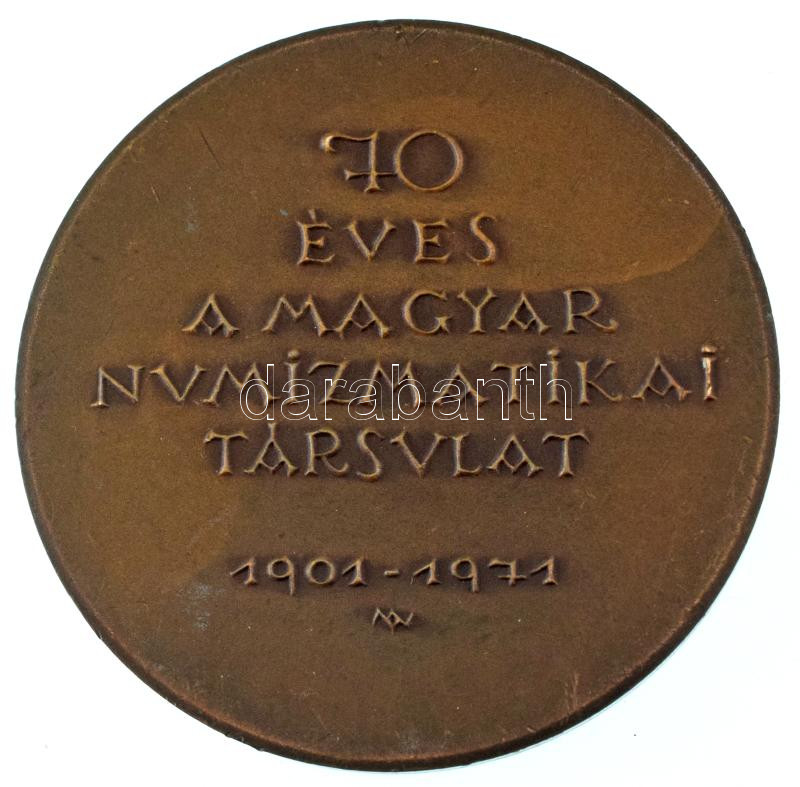 70
ÉVES
A MAGYAR
NVMIZMATIKAI
TÁRSVLAT
darabanth
1901-1971